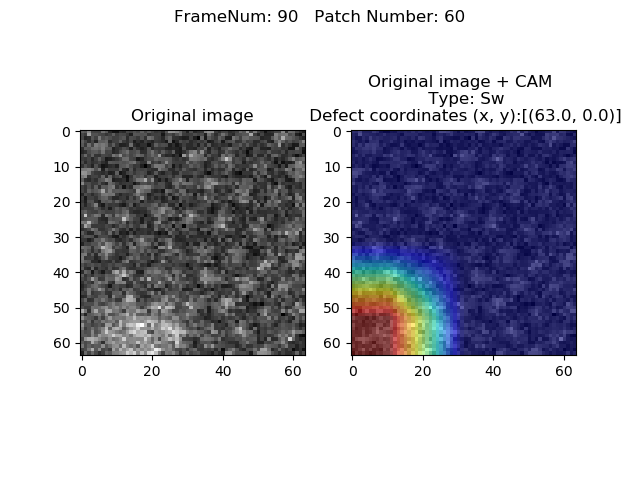 FrameNum: 90   Patch Number: 60
Original image
0
10
20
30
40
50
60
0 20 40 60
Original image + CAM
Type: Sw
Defect coordinates (x, y):[(63.0, 0.0)]
0
10
20
30
40
50
60
0 20 40 60